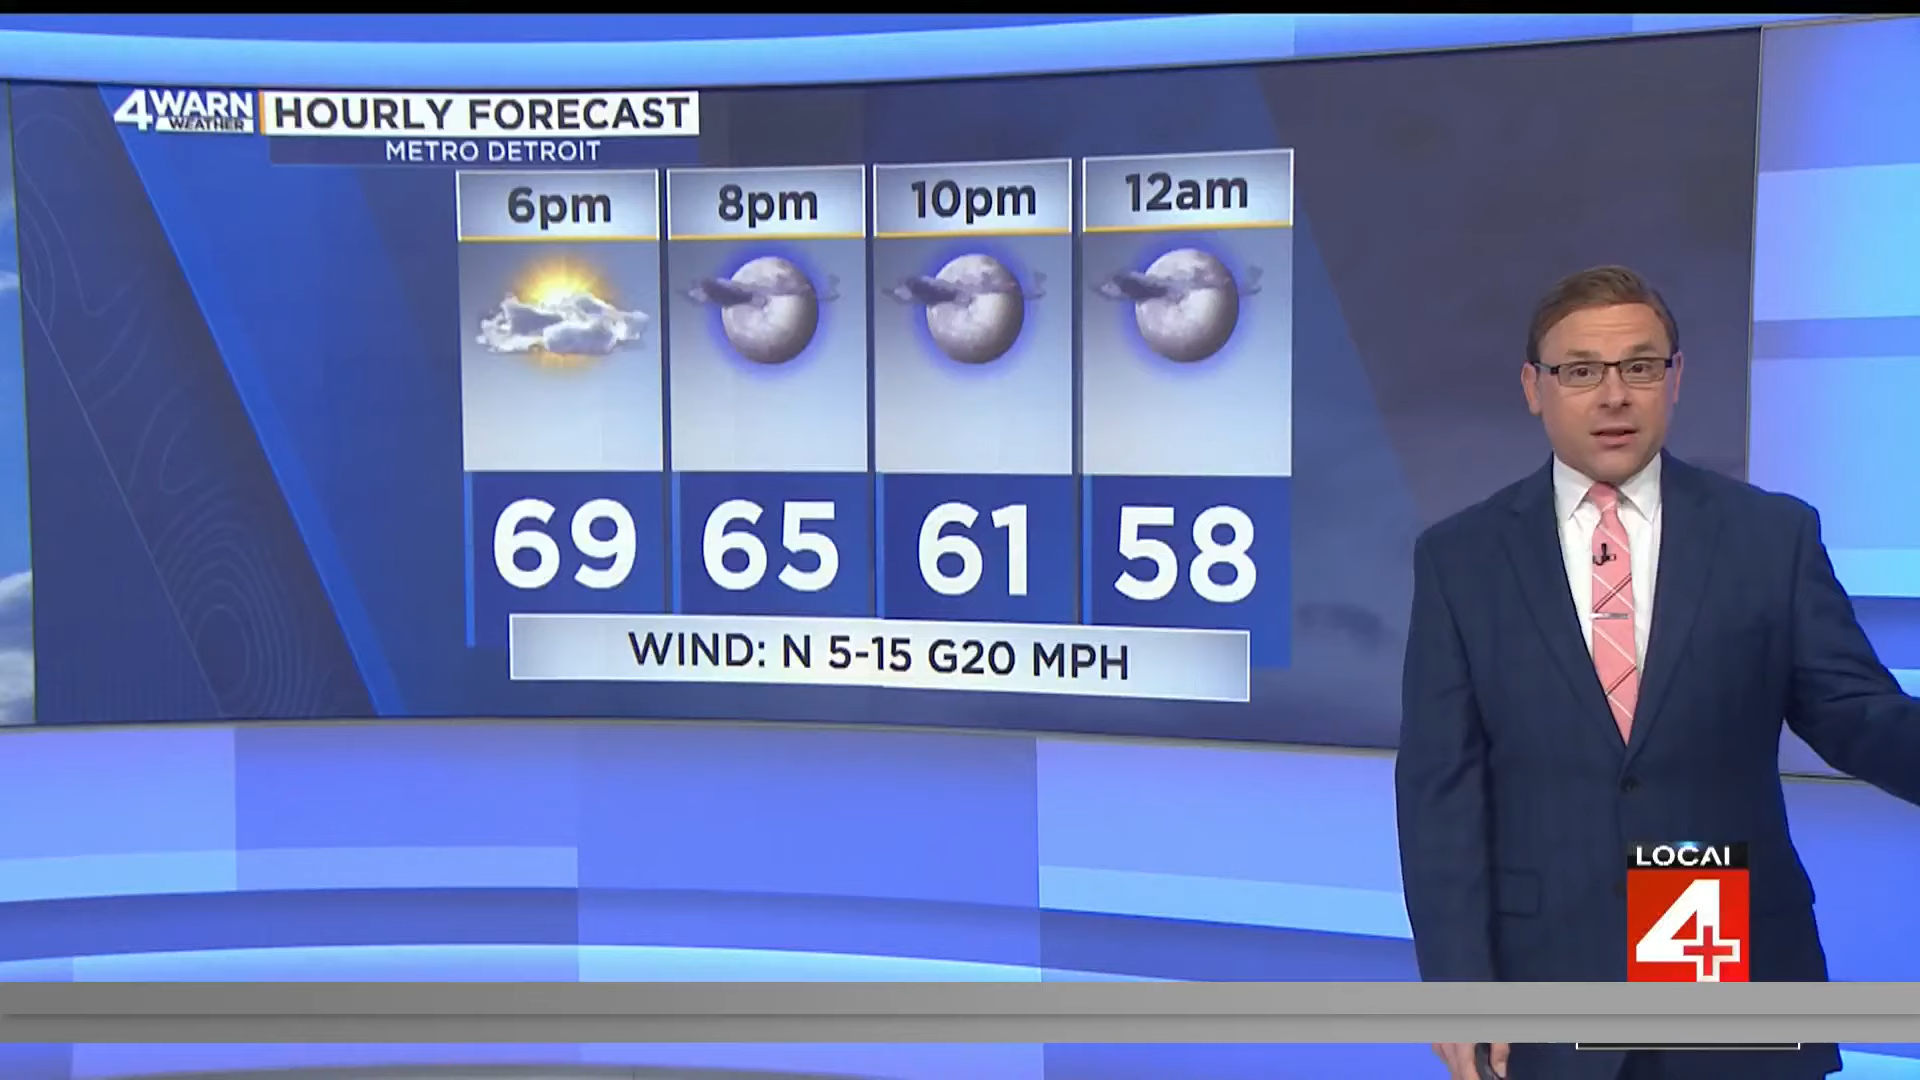 4WARN
WEATHER
HOURLY FORECAST
METRO DETROIT
6pm 8pm 10pm 12am
69 65 61 58
WIND: N 5-15 G20 MPH
LOCAL
4+